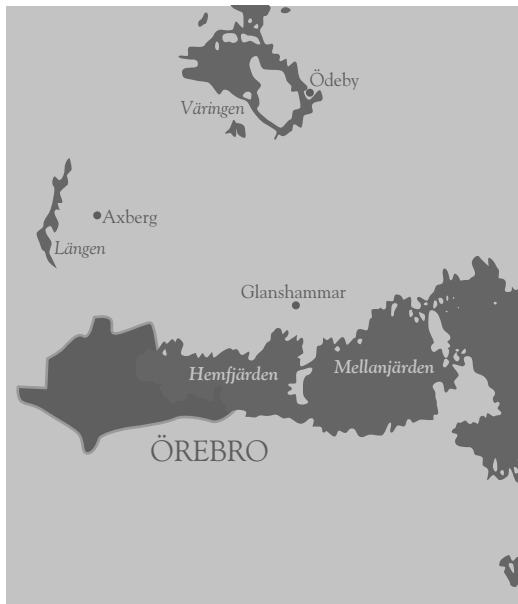 Ödeby
Väringen
Axberg
Längen
Glanshammar
Hemfjärden
Mellanjärden
ÖREBRO